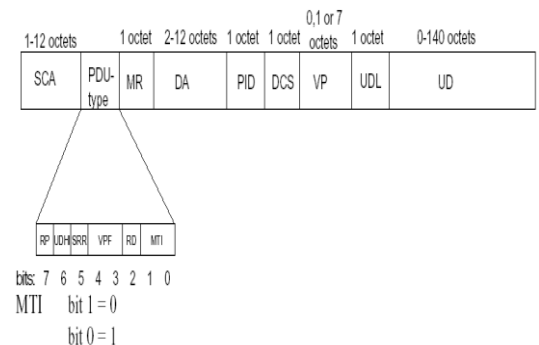 0,1 or 7
1-12 octets 1 octet 2-12 octets 1 octet 1 octet octets 1 octet 0-140 octets
SCA PDU- MR DA PID DCS VP UDL UD
type
RP UDHI SRR VPF RD MTI
bits: 7 6 5 4 3 2 1 0
MTI bit 1 = 0
bit 0 = 1